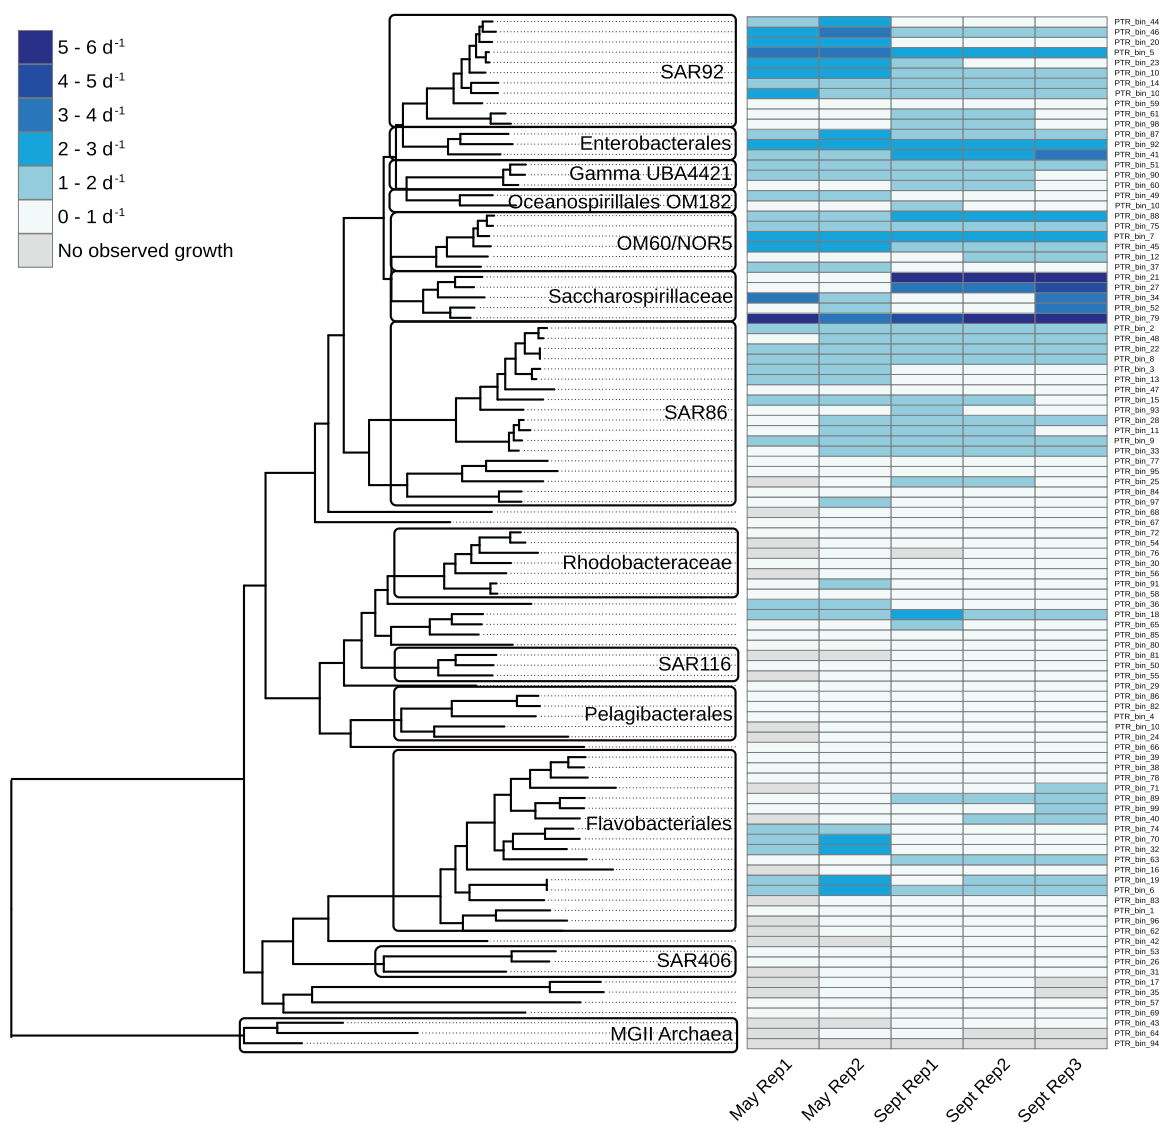 5 - 6 d-1
4 - 5 d-1
3 - 4 d-1
2 - 3 d-1
1 - 2 d-1
0 - 1 d-1
No observed growth
SAR92
Enterobacterales
Gamma UBA4421
Oceanospirillales OM182
OM60/NOR5
Saccharospirillaceae
SAR86
Rhodobacteraceae
SAR116
Pelagibacterales
Flavobacteriales
SAR406
MGII Archaea
PTR_bin_44
PTR_bin_46
PTR_bin_20
PTR_bin_5
PTR_bin_23
PTR_bin_10
PTR_bin_14
PTR_bin_10
PTR_bin_59
PTR_bin_61
PTR_bin_98
PTR_bin_87
PTR_bin_92
PTR_bin_41
PTR_bin_51
PTR_bin_90
PTR_bin_60
PTR_bin_49
PTR_bin_10
PTR_bin_88
PTR_bin_75
PTR_bin_7
PTR_bin_45
PTR_bin_12
PTR_bin_37
PTR_bin_21
PTR_bin_27
PTR_bin_34
PTR_bin_52
PTR_bin_79
PTR_bin_2
PTR_bin_48
PTR_bin_22
PTR_bin_8
PTR_bin_3
PTR_bin_13
PTR_bin_47
PTR_bin_15
PTR_bin_93
PTR_bin_28
PTR_bin_11
PTR_bin_9
PTR_bin_33
PTR_bin_77
PTR_bin_95
PTR_bin_25
PTR_bin_84
PTR_bin_97
PTR_bin_68
PTR_bin_67
PTR_bin_72
PTR_bin_54
PTR_bin_76
PTR_bin_30
PTR_bin_56
PTR_bin_91
PTR_bin_58
PTR_bin_36
PTR_bin_18
PTR_bin_65
PTR_bin_85
PTR_bin_80
PTR_bin_81
PTR_bin_50
PTR_bin_55
PTR_bin_29
PTR_bin_86
PTR_bin_82
PTR_bin_4
PTR_bin_10
PTR_bin_24
PTR_bin_66
PTR_bin_39
PTR_bin_38
PTR_bin_78
PTR_bin_71
PTR_bin_89
PTR_bin_99
PTR_bin_40
PTR_bin_74
PTR_bin_70
PTR_bin_32
PTR_bin_63
PTR_bin_16
PTR_bin_19
PTR_bin_6
PTR_bin_83
PTR_bin_1
PTR_bin_96
PTR_bin_62
PTR_bin_42
PTR_bin_53
PTR_bin_26
PTR_bin_31
PTR_bin_17
PTR_bin_35
PTR_bin_57
PTR_bin_69
PTR_bin_43
PTR_bin_64
PTR_bin_94
May Rep1
May Rep2
Sept Rep1
Sept Rep2
Sept Rep3